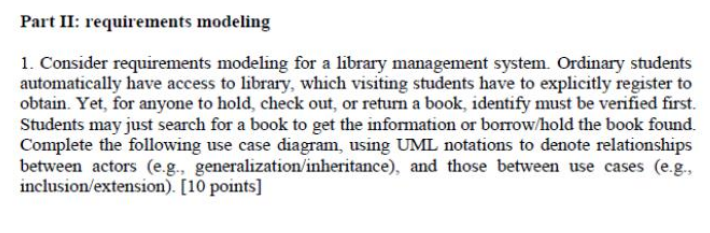 Part II: requirements modeling
1. Consider requirements modeling for a library management system. Ordinary students
automatically have access to library, which visiting students have to explicitly register to
obtain. Yet, for anyone to hold, check out, or return a book, identify must be verified first.
Students may just search for a book to get the information or borrow/hold the book found.
Complete the following use case diagram, using UML notations to denote relationships
between actors (e.g., generalization/inheritance), and those between use cases (e.g.,
inclusion/extension). [10 points]